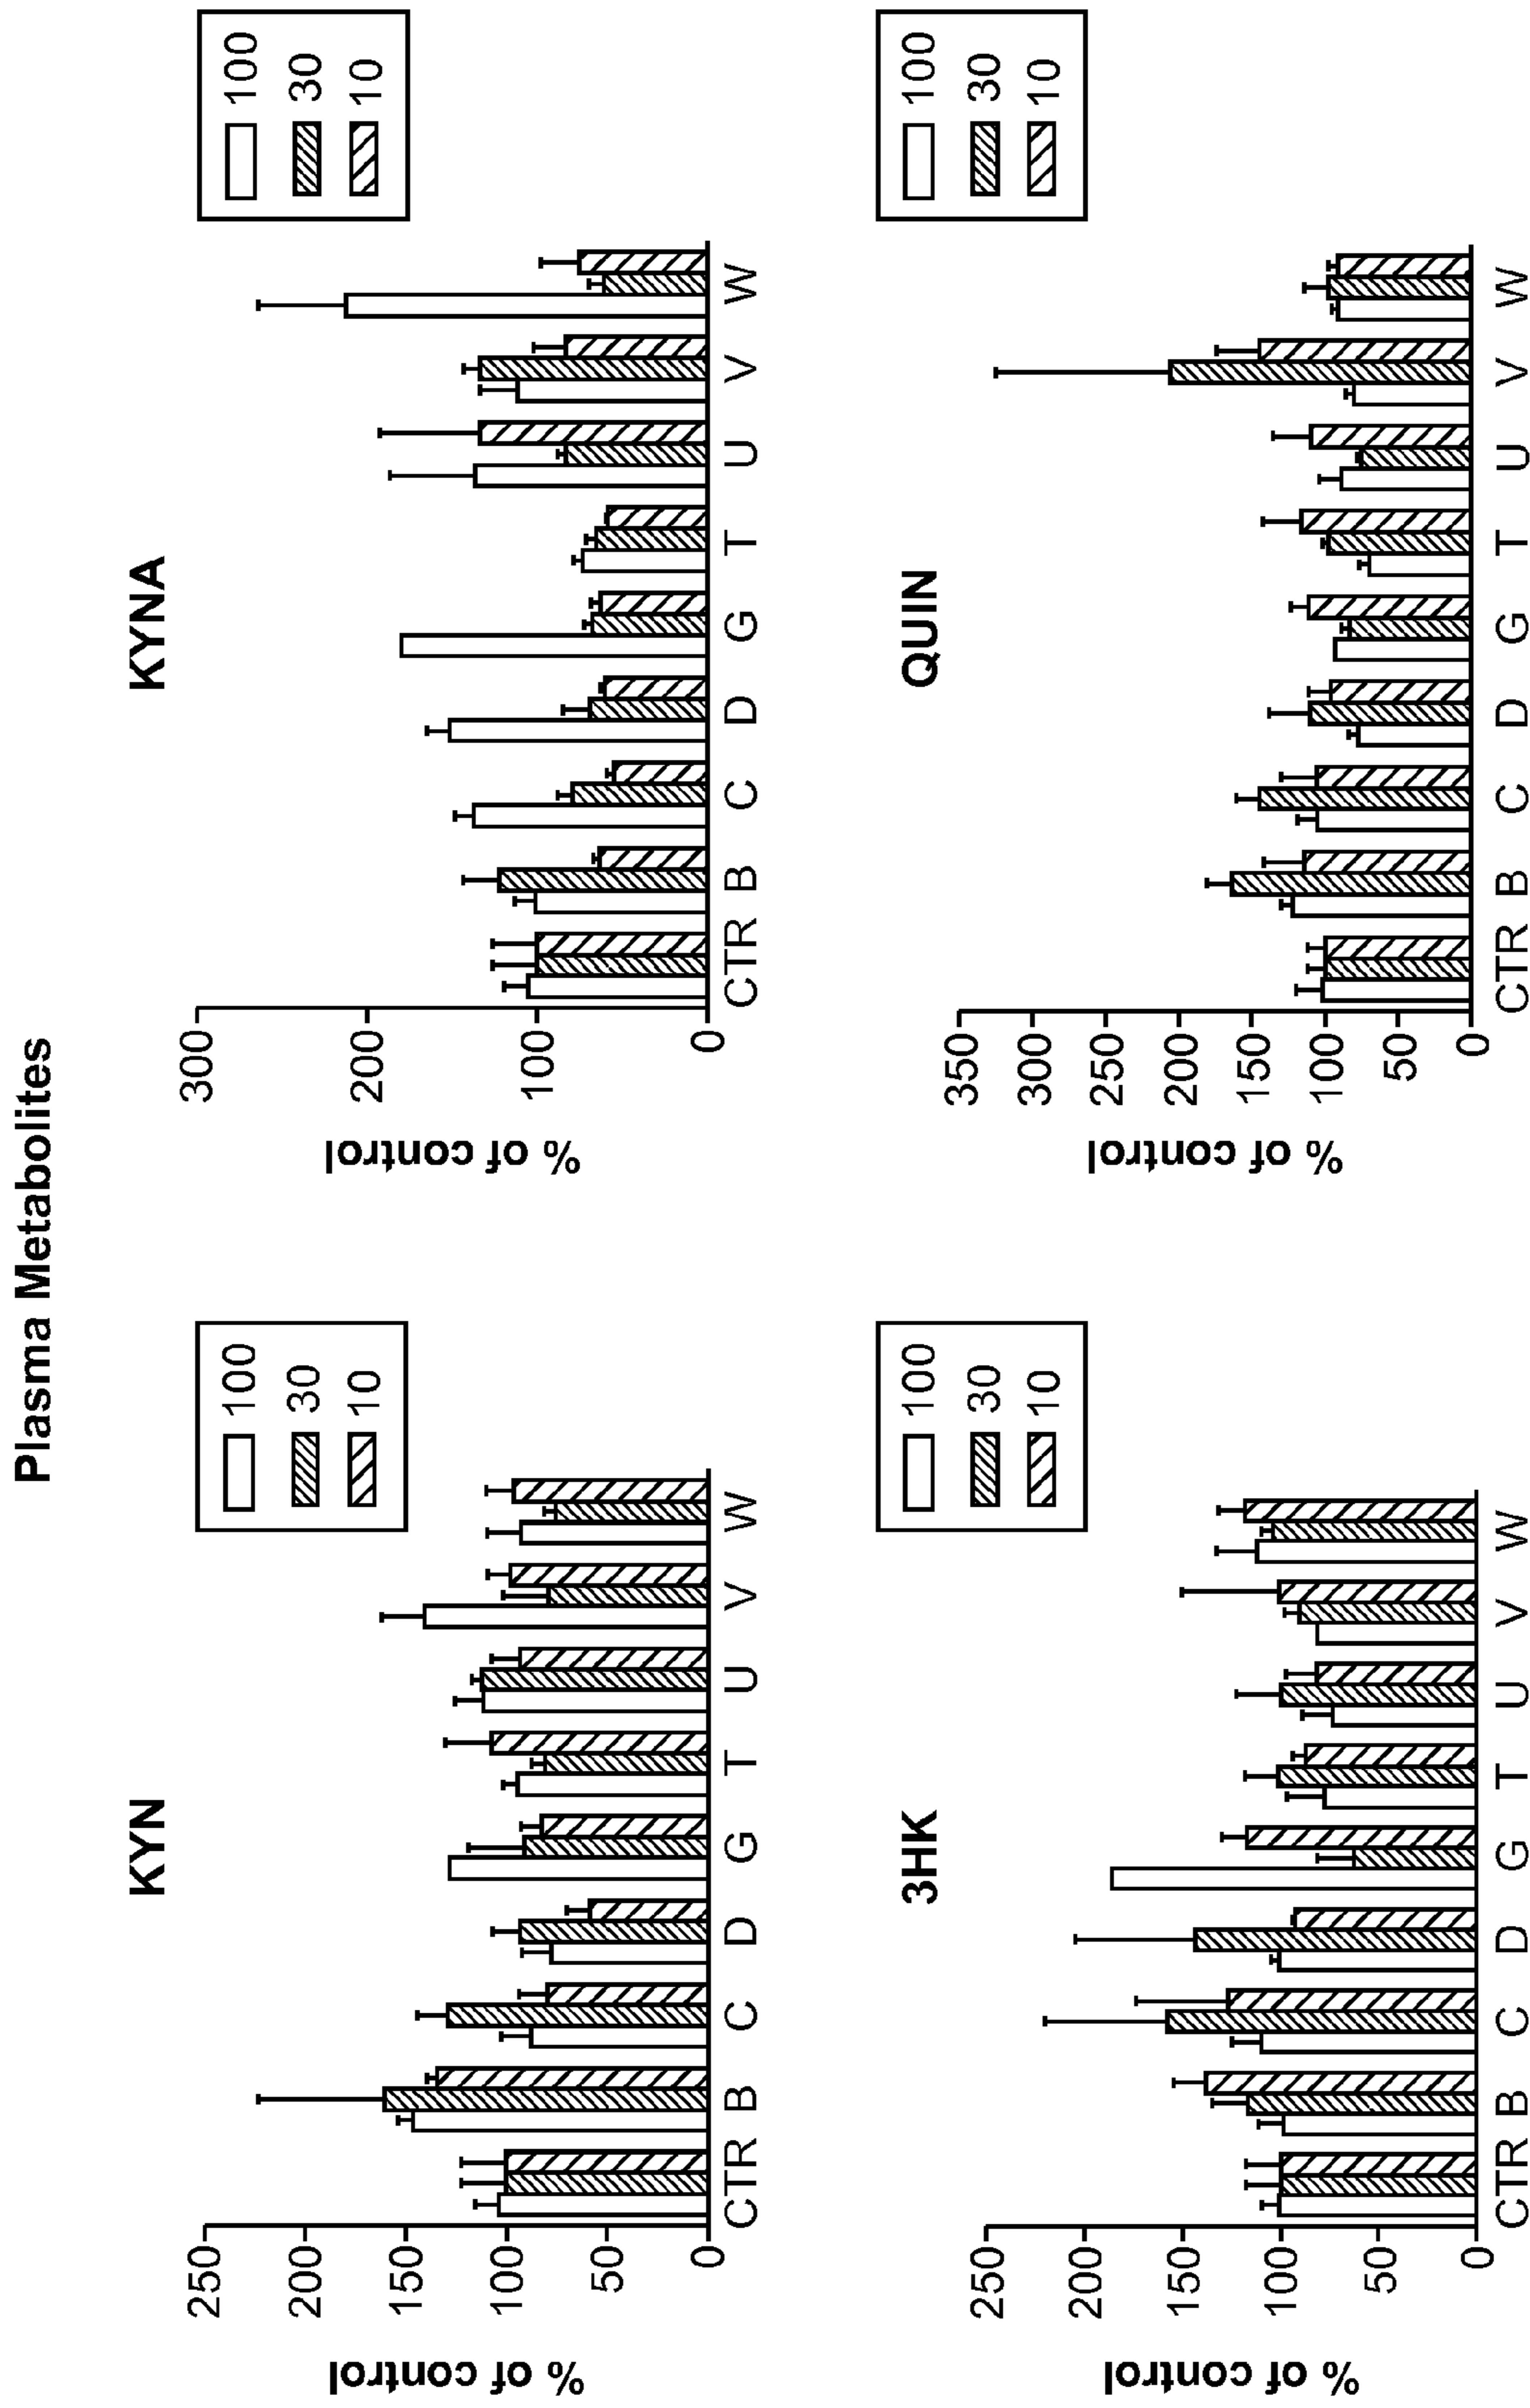 Plasma Metabolites
KYN
% of control
250
200
150
100
50
0
CTR B C D G T U V W
100
30
10
KYNA
% of control
300
200
100
0
CTR B C D G T U V W
100
30
10
3HK
% of control
250
200
150
100
50
0
CTR B C D G T U V W
100
30
10
QUIN
% of control
350
300
250
200
150
100
50
0
CTR B C D G T U V W
100
30
10